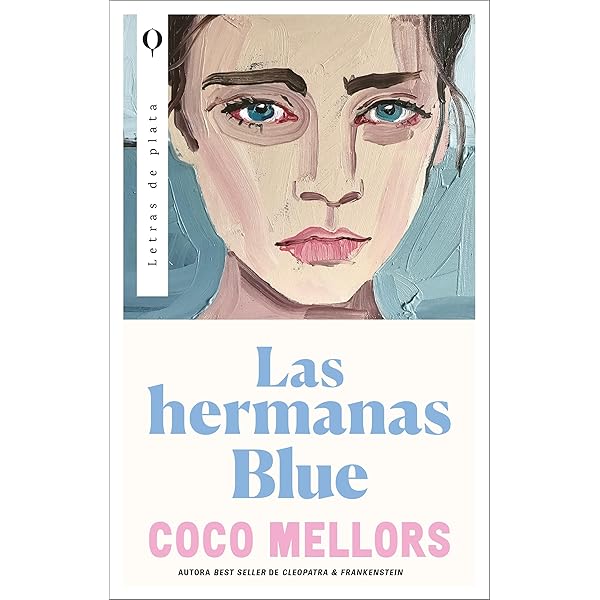 Letras de plata
Las
hermanas
Blue
COCO MELLORS
AUTORA BEST SELLER DE CLEOPATRA & FRANKENSTEIN